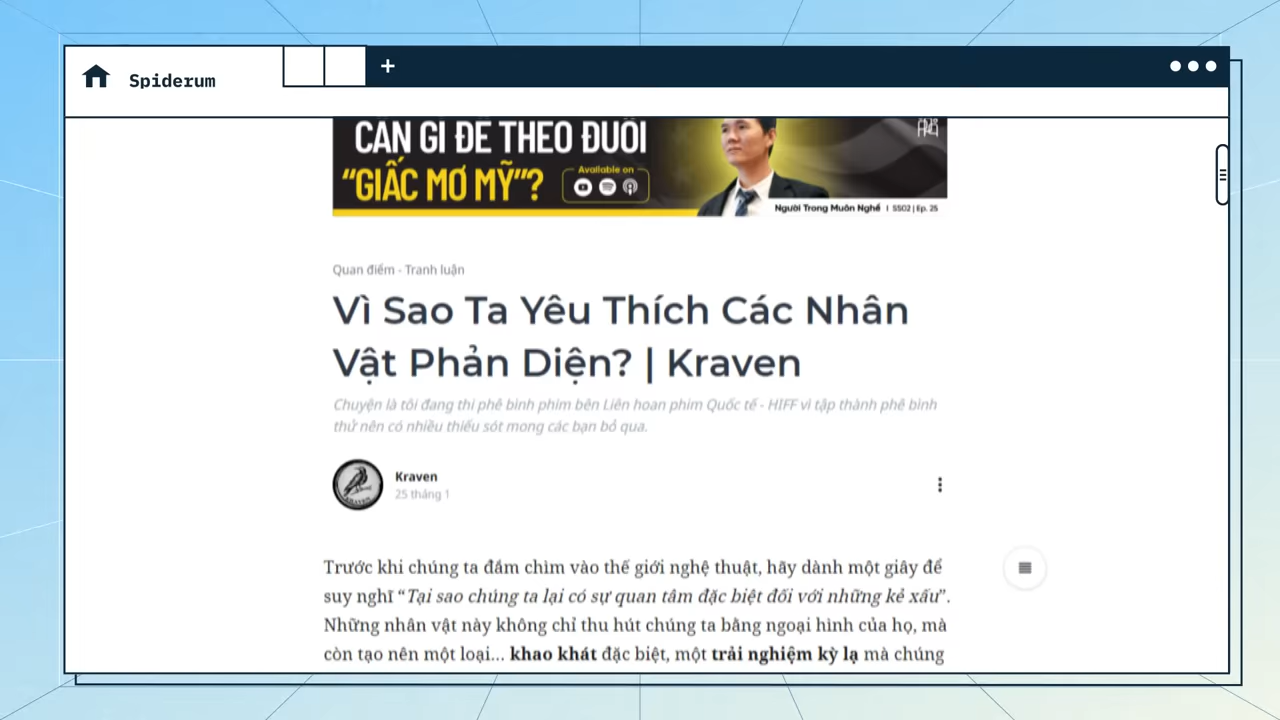 Spiderum
CẦN GÌ ĐỂ THEO ĐUỔI
“GIẤC MƠ MỸ”?
Available on
Người Trong Muôn Nghề | SS02 | Ep. 25
Quan điểm - Tranh luận
Vì Sao Ta Yêu Thích Các Nhân
Vật Phản Diện? | Kraven
Chuyện là tôi đang thi phê bình phim bên Liên hoan phim Quốc tế - HIFF vì tập thành phê bình
thử nên có nhiều thiếu sót mong các bạn bỏ qua.
Kraven
25 tháng 1
Trước khi chúng ta đắm chìm vào thế giới nghệ thuật, hãy dành một giây để
suy nghĩ “Tại sao chúng ta lại có sự quan tâm đặc biệt đối với những kẻ xấu”.
Những nhân vật này không chỉ thu hút chúng ta bằng ngoại hình của họ, mà
còn tạo nên một loại... khao khát đặc biệt, một trải nghiệm kỳ lạ mà chúng